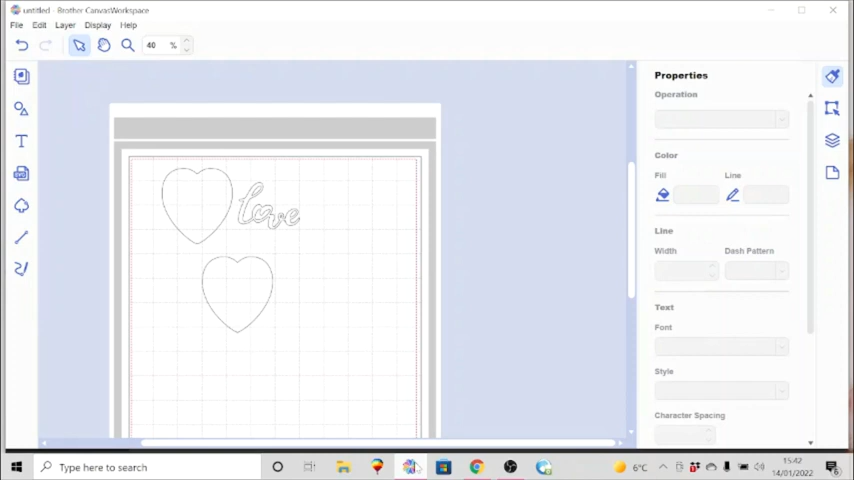 untitled - Brother CanvasWorkspace
File Edit Layer Display Help
40 %
love
Properties
Operation
Color
Fill Line
Line
Width Dash Pattern
Text
Font
Style
Character Spacing
Type here to search
6°C
15:42
14/01/2022